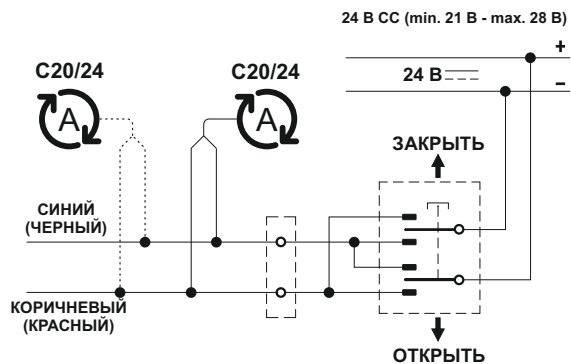 24 В СС (min. 21 В - max. 28 В)
+
24 В
–
C20/24
C20/24
A
A
ЗАКРЫТЬ
СИНИЙ
(ЧЕРНЫЙ)
КОРИЧНЕВЫЙ
(КРАСНЫЙ)
ОТКРЫТЬ